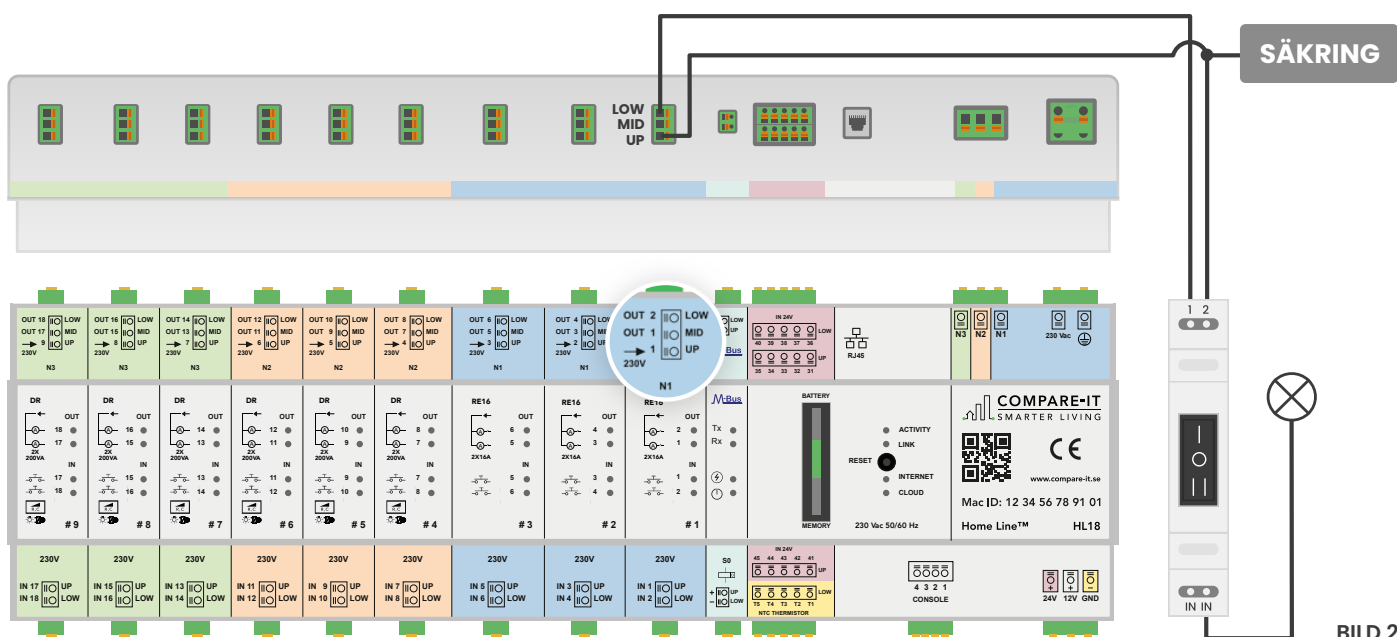 SÄKRING
LOW
MID
UP
1 2
OUT 18 LOW
OUT 17 MID
9 UP
230V
N3
OUT 16 LOW
OUT 15 MID
8 UP
230V
N3
OUT 14 LOW
OUT 13 MID
7 UP
230V
N3
OUT 12 LOW
OUT 11 MID
6 UP
230V
N2
OUT 10 LOW
OUT 9 MID
5 UP
230V
N2
OUT 8 LOW
OUT 7 MID
4 UP
230V
N2
OUT 6 LOW
OUT 5 MID
3 UP
230V
N1
OUT 4 LOW
OUT 3
2 UP
230V
N1
OUT 2 LOW
OUT 1 MID
1 UP
230V
N1
UP
Bus
IN 24V
40 39 38 37 36
LOW
UP
35 34 33 32 31
RJ45
N3 N2 N1
230 Vac
DR
OUT
18
17
2X
200VA
IN
17
18
R,C
# 9
DR
OUT
16
15
2X
200VA
IN
15
16
R,C
# 8
DR
OUT
14
13
2X
200VA
IN
13
14
R,C
# 7
DR
OUT
12
11
2X
200VA
IN
11
12
R,C
# 6
DR
OUT
10
9
2X
200VA
IN
9
10
R,C
# 5
DR
OUT
8
7
2X
200VA
IN
7
8
R,C
# 4
RE16
OUT
6
5
2X16A
IN
5
6
# 3
RE16
OUT
4
3
2X16A
IN
3
4
# 2
RE16
OUT
2
1
2X16A
IN
1
2
# 1
M-Bus
Tx
Rx
BATTERY
MEMORY
ACTIVITY
LINK
RESET
INTERNET
CLOUD
230 Vac 50/60 Hz
COMPARE-IT
SMARTER LIVING
CE
www.compare-it.se
Mac ID: 12 34 56 78 91 01
Home Line™ HL18
230V
IN 17 UP
IN 18 LOW
230V
IN 15 UP
IN 16 LOW
230V
IN 13 UP
IN 14 LOW
230V
IN 11 UP
IN 12 LOW
230V
IN 9 UP
IN 10 LOW
230V
IN 7 UP
IN 8 LOW
230V
IN 5 UP
IN 6 LOW
230V
IN 3 UP
IN 4 LOW
230V
IN 1 UP
IN 2 LOW
S0
+ UP
- LOW
IN 24V
45 44 43 42 41
UP
LOW
T5 T4 T3 T2 T1
NTC THERMISTOR
4 3 2 1
CONSOLE
24V 12V GND
I
O
II
IN IN
BILD 2